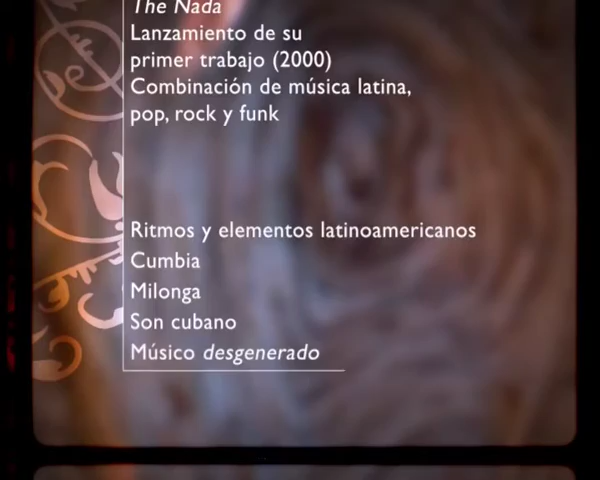 The Nada
Lanzamiento de su
primer trabajo (2000)
Combinación de música latina,
pop, rock y funk
Ritmos y elementos latinoamericanos
Cumbia
Milonga
Son cubano
Músico desgenerado